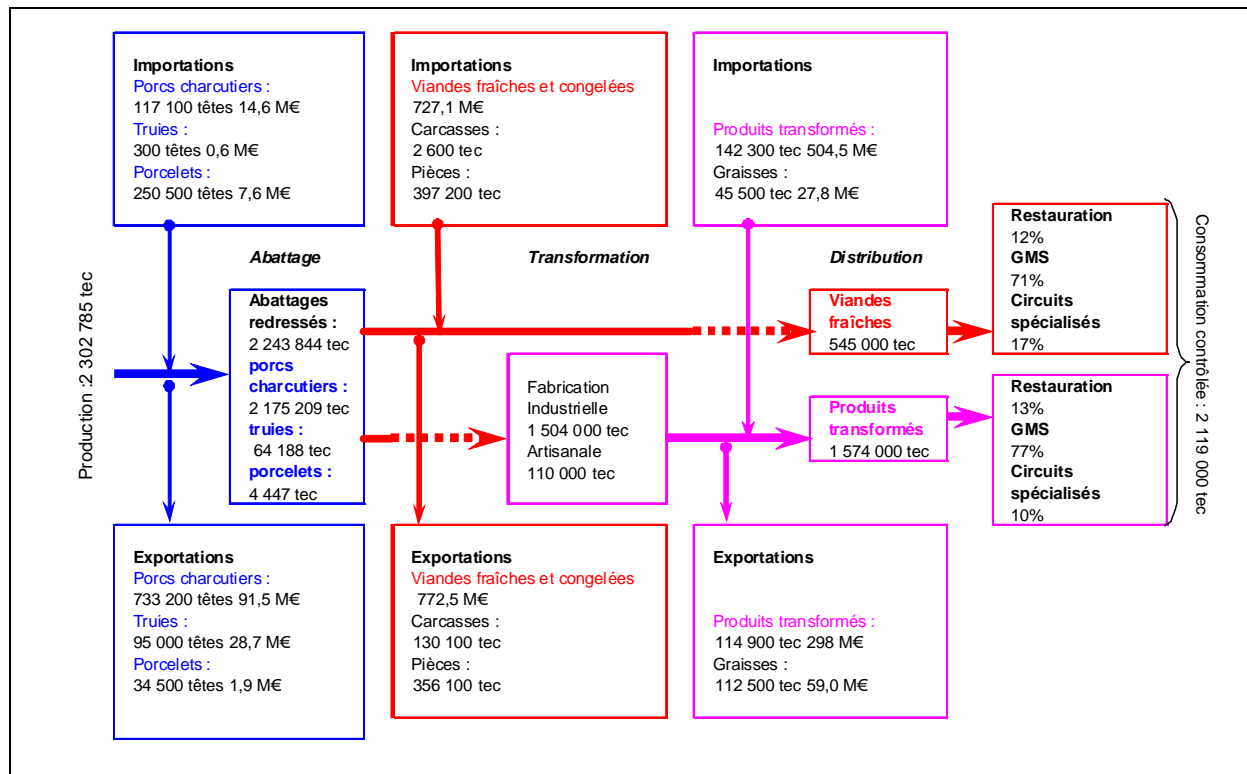 Importations
Porcs charcutiers :
117 100 têtes 14,6 M€
Truies :
300 têtes 0,6 M€
Porcelets :
250 500 têtes 7,6 M€
Importations
Viandes fraîches et congelées
727,1 M€
Carcasses :
2 600 tec
Pièces :
397 200 tec
Importations
Produits transformés :
142 300 tec 504,5 M€
Graisses :
45 500 tec 27,8 M€
Abattage
Transformation
Distribution
Production :2 302 785 tec
Abattages
redressés :
2 243 844 tec
porcs
charcutiers :
2 175 209 tec
truies :
64 188 tec
porcelets :
4 447 tec
Fabrication
Industrielle
1 504 000 tec
Artisanale
110 000 tec
Viandes
fraîches
545 000 tec
Produits
transformés
1 574 000 tec
Restauration
12%
GMS
71%
Circuits
spécialisés
17%
Restauration
13%
GMS
77%
Circuits
spécialisés
10%
Consommation contrôlée : 2 119 000 tec
Exportations
Porcs charcutiers :
733 200 têtes 91,5 M€
Truies :
95 000 têtes 28,7 M€
Porcelets :
34 500 têtes 1,9 M€
Exportations
Viandes fraîches et congelées
772,5 M€
Carcasses :
130 100 tec
Pièces :
356 100 tec
Exportations
Produits transformés :
114 900 tec 298 M€
Graisses :
112 500 tec 59,0 M€